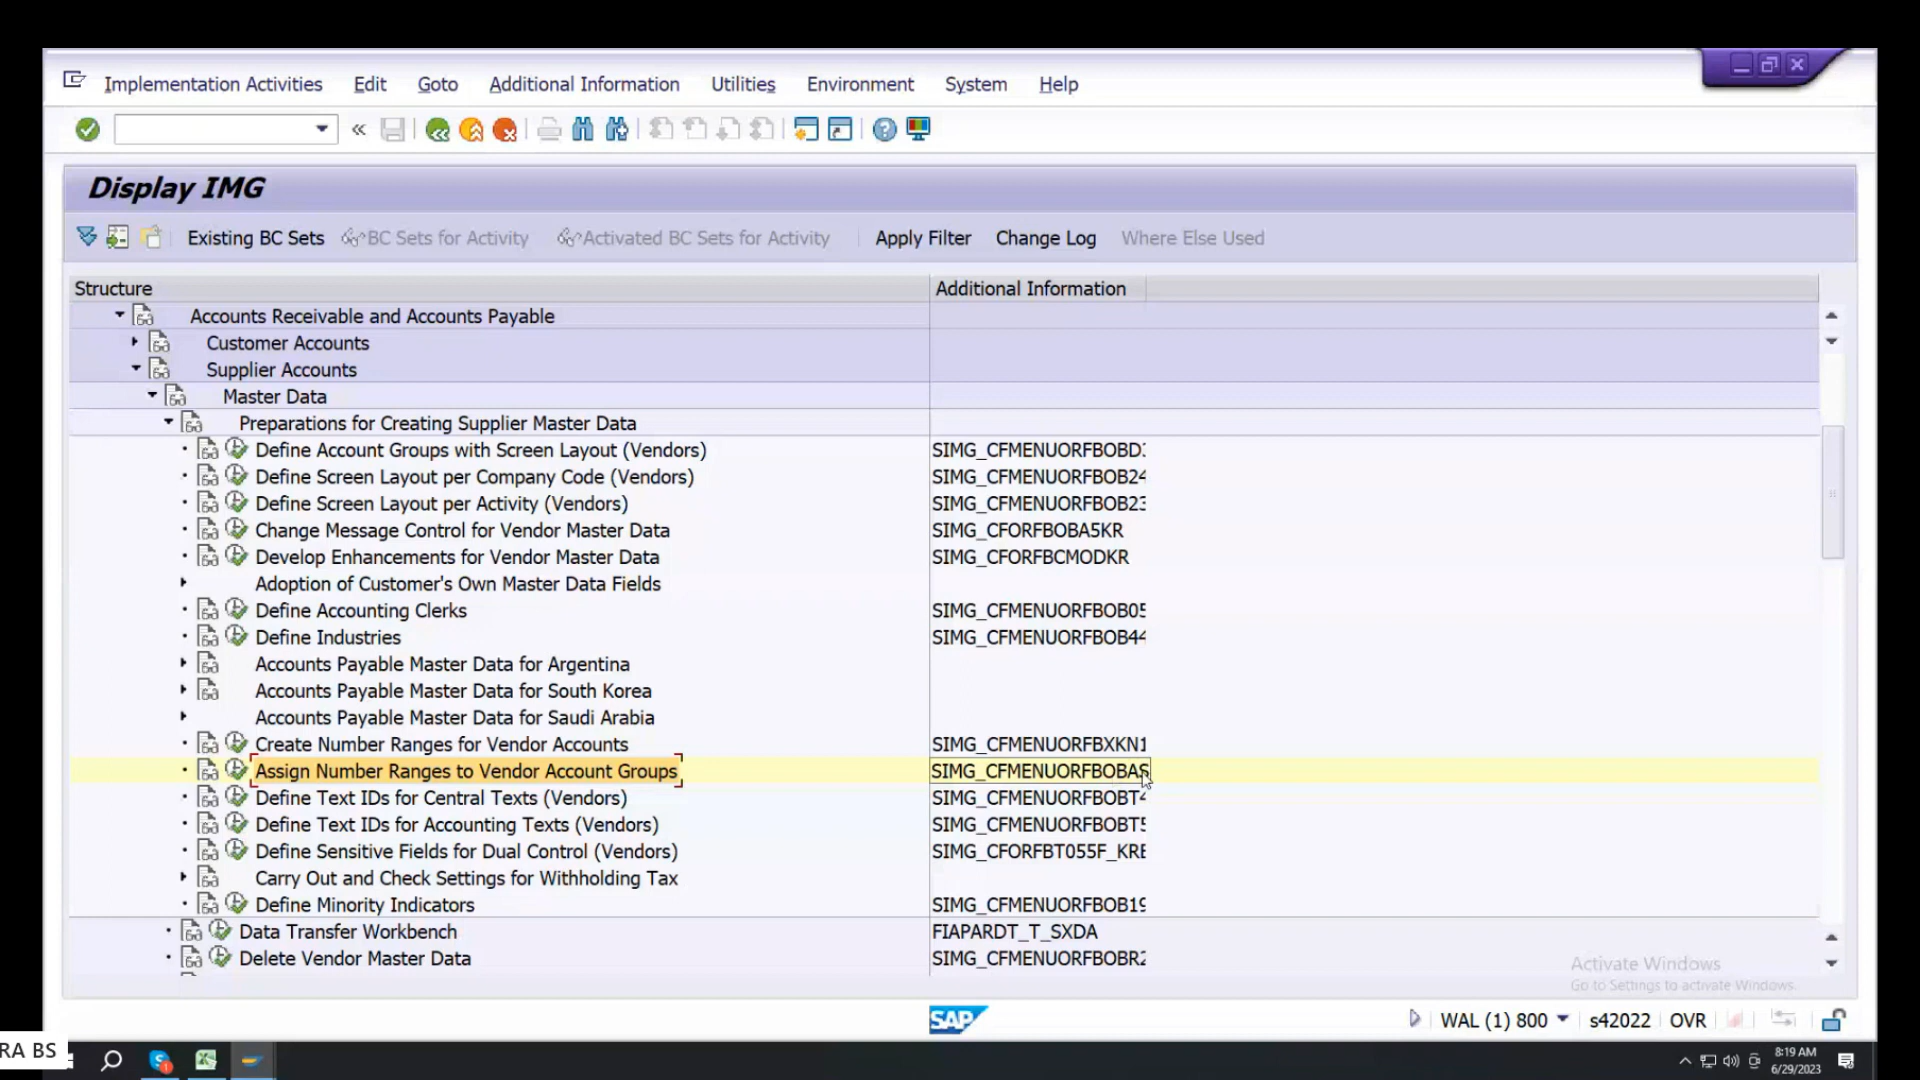 Implementation Activities Edit Goto Additional Information Utilities Environment System Help
Display IMG
Existing BC Sets BC Sets for Activity Activated BC Sets for Activity Apply Filter Change Log Where Else Used
Structure Additional Information
Accounts Receivable and Accounts Payable
Customer Accounts
Supplier Accounts
Master Data
Preparations for Creating Supplier Master Data
Define Account Groups with Screen Layout (Vendors) SIMG_CFMENUORFBOBD3
Define Screen Layout per Company Code (Vendors) SIMG_CFMENUORFBOB24
Define Screen Layout per Activity (Vendors) SIMG_CFMENUORFBOB23
Change Message Control for Vendor Master Data SIMG_CFORFBOBA5KR
Develop Enhancements for Vendor Master Data SIMG_CFORFBCMODKR
Adoption of Customer's Own Master Data Fields
Define Accounting Clerks SIMG_CFMENUORFBOB05
Define Industries SIMG_CFMENUORFBOB44
Accounts Payable Master Data for Argentina
Accounts Payable Master Data for South Korea
Accounts Payable Master Data for Saudi Arabia
Create Number Ranges for Vendor Accounts SIMG_CFMENUORFBXKN1
Assign Number Ranges to Vendor Account Groups SIMG_CFMENUORFBOBAS
Define Text IDs for Central Texts (Vendors) SIMG_CFMENUORFBOBT4
Define Text IDs for Accounting Texts (Vendors) SIMG_CFMENUORFBOBT5
Define Sensitive Fields for Dual Control (Vendors) SIMG_CFORFBT055F_KRE
Carry Out and Check Settings for Withholding Tax
Define Minority Indicators SIMG_CFMENUORFBOB19
Data Transfer Workbench FIAPARDT_T_SXDA
Delete Vendor Master Data SIMG_CFMENUORFBOBR2
Activate Windows
Go to Settings to activate Windows.
SAP WAL (1) 800 s42022 OVR
RA BS
8:19 AM
6/29/2023